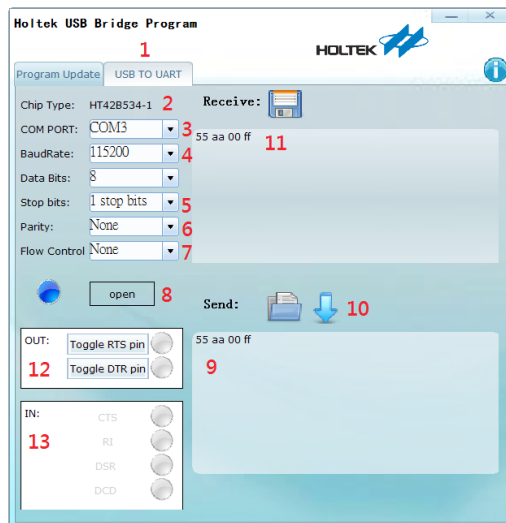 Holtek USB Bridge Program
HOLTEK
1
Program Update
USB TO UART
Chip Type: HT42B534-1 2
COM PORT: COM3 3
BaudRate: 115200 4
Data Bits: 8
Stop bits: 1 stop bits 5
Parity: None 6
Flow Control None 7
open 8
Receive:
55 aa 00 ff 11
Send: 10
55 aa 00 ff
9
OUT:
12
Toggle RTS pin
Toggle DTR pin
IN:
13
CTS
RI
DSR
DCD